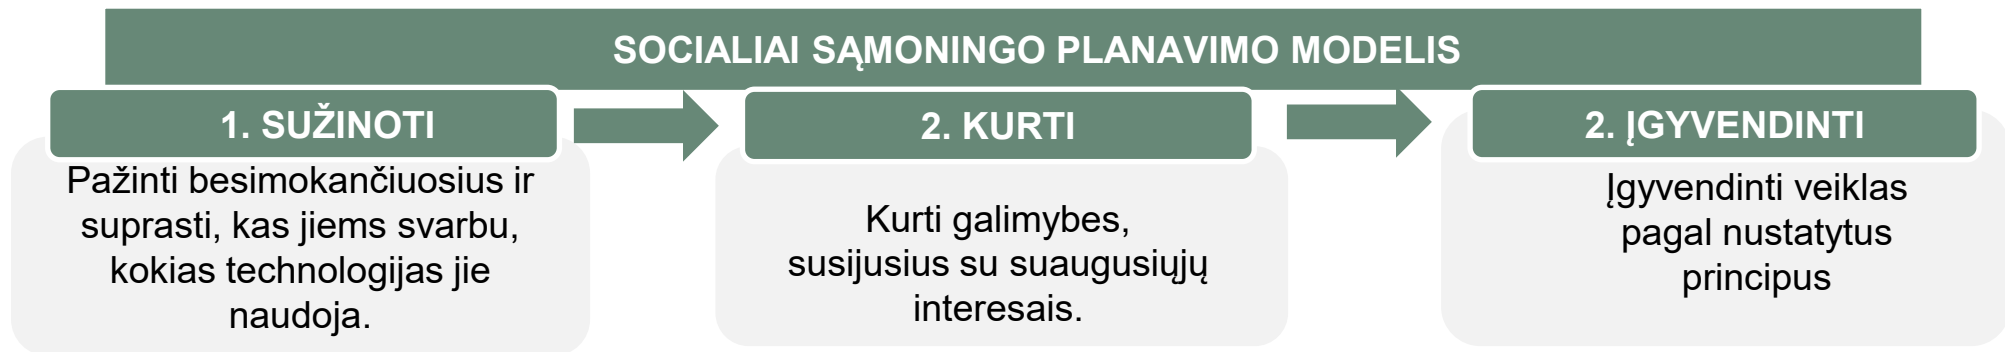 SOCIALIAI SĄMONINGO PLANAVIMO MODELIS
1. SUŽINOTI
Pažinti besimokančiuosius ir
suprasti, kas jiems svarbu,
kokias technologijas jie
naudoja.
2. KURTI
Kurti galimybes,
susijusius su suaugusiųjų
interesais.
2. ĮGYVENDINTI
Įgyvendinti veiklas
pagal nustatytus
principus